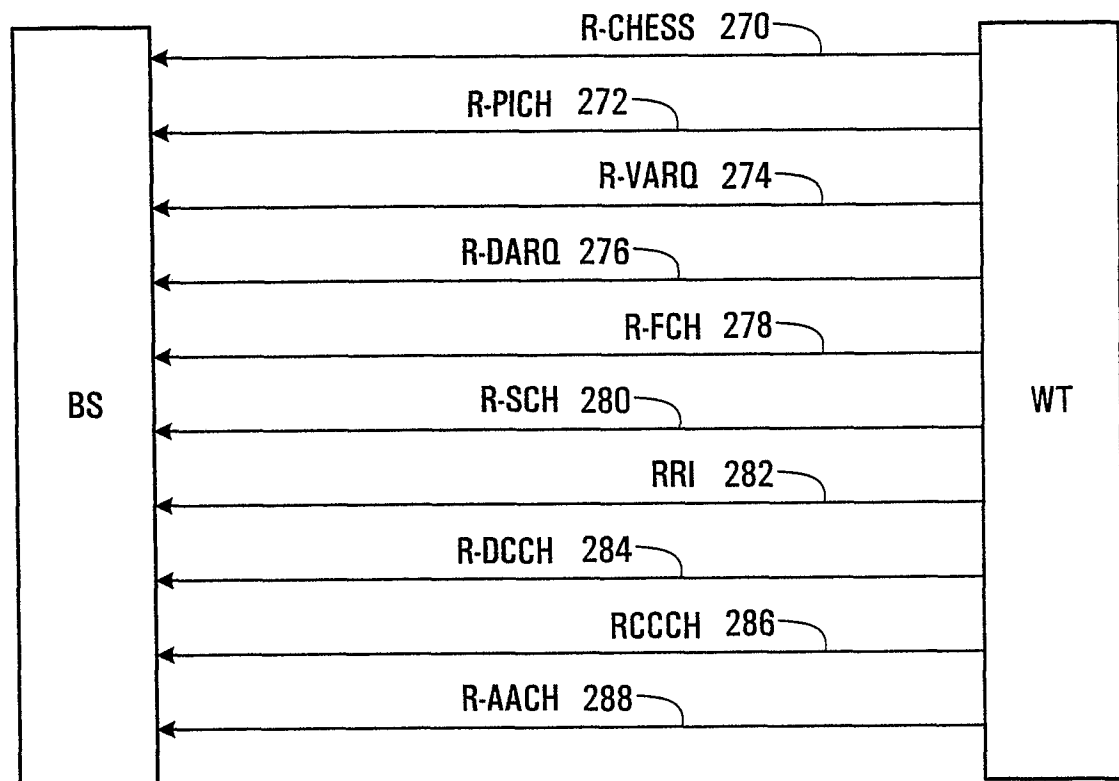 R-CHESS 270
R-PICH 272
R-VARQ 274
R-DARQ 276
R-FCH 278
BS
R-SCH 280
WT
RRI 282
R-DCCH 284
RCCCH 286
R-AACH 288